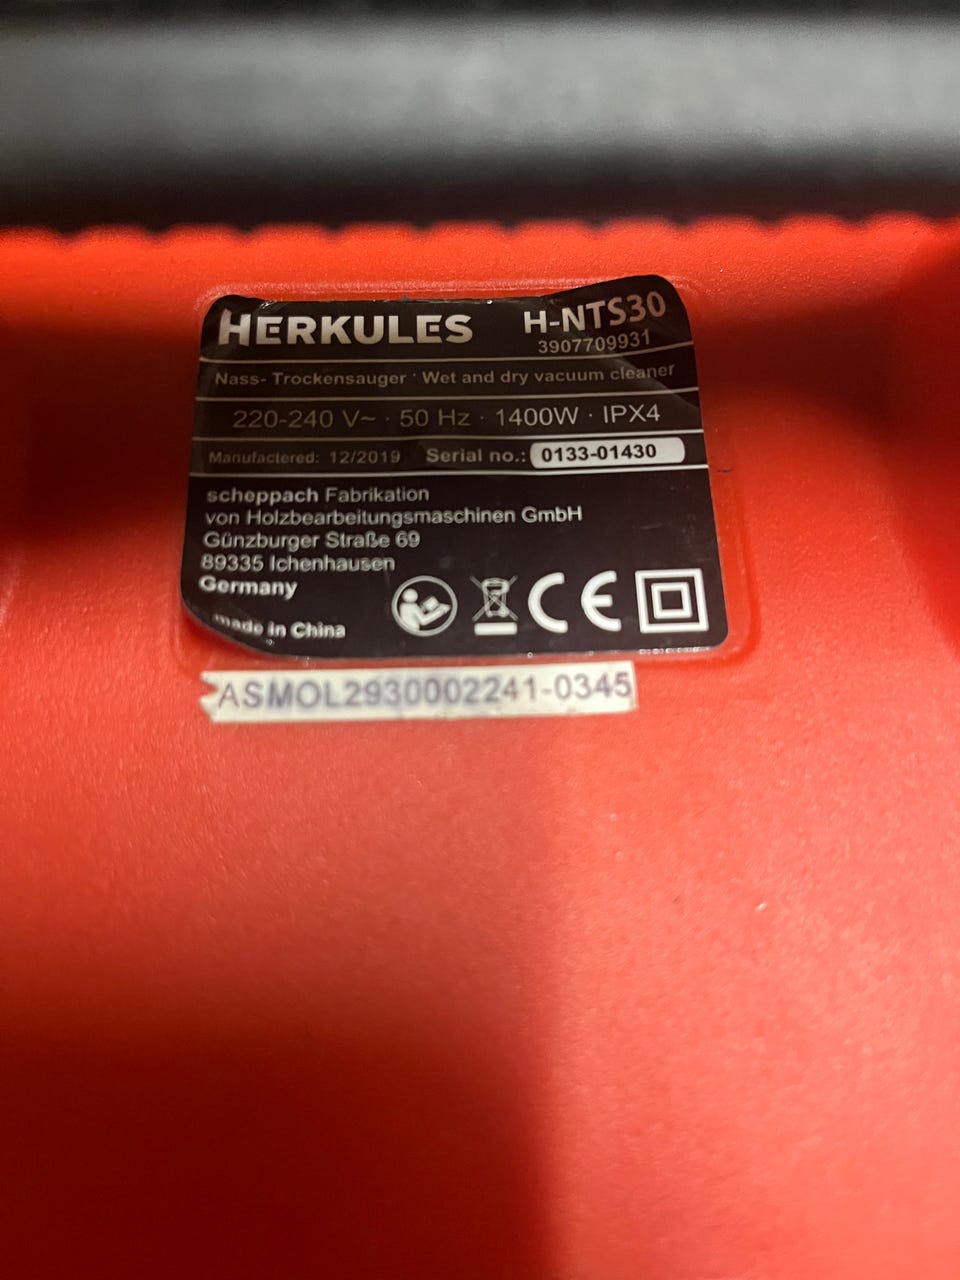 HERKULES
H-NTS30
3907709931
Nass- Trockensauger · Wet and dry vacuum cleaner
220-240 V~ · 50 Hz · 1400W · IPX4
Manufactered: 12/2019 Serial no.: 0133-01430
scheppach Fabrikation
von Holzbearbeitungsmaschinen GmbH
Günzburger Straße 69
89335 Ichenhausen
Germany
made in China
CE
ASMOL2930002241-0345